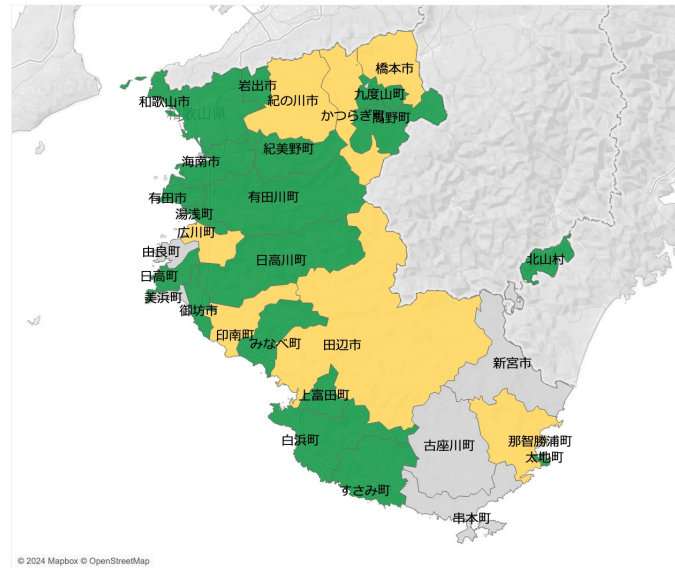 橋本市
岩出市
九度山町
和歌山市
紀の川市
かつらぎ町
高野町
和歌山県
紀美野町
海南市
有田市
有田川町
湯浅町
広川町
由良町
日高川町
北山村
日高町
美浜町
御坊市
印南町
みなべ町
田辺市
新宮市
上富田町
白浜町
古座川町
那智勝浦町
太地町
すさみ町
串本町
© 2024 Mapbox © OpenStreetMap